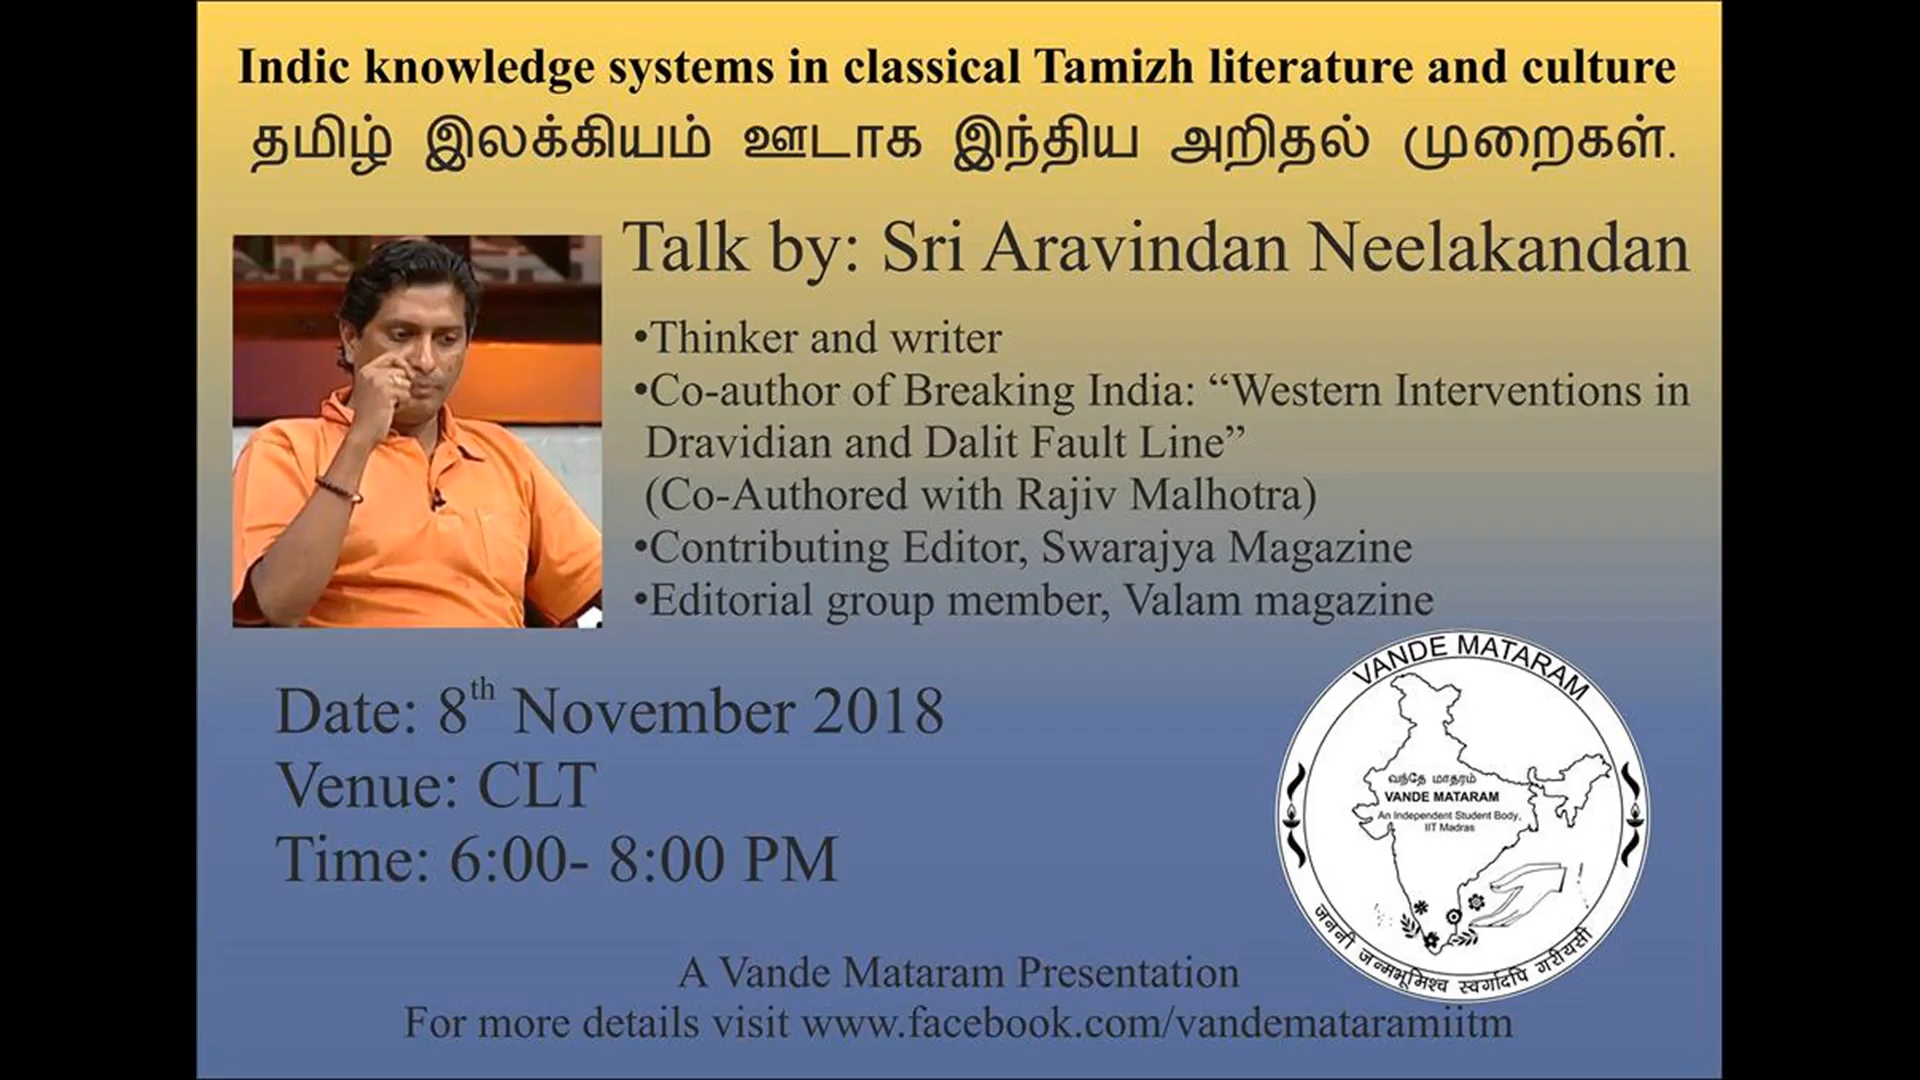 Indic knowledge systems in classical Tamizh literature and culture
தமிழ் இலக்கியம் ஊடாக இந்திய அறிதல் முறைகள்.
Talk by: Sri Aravindan Neelakandan
•Thinker and writer
•Co-author of Breaking India: “Western Interventions in
Dravidian and Dalit Fault Line”
(Co-Authored with Rajiv Malhotra)
•Contributing Editor, Swarajya Magazine
•Editorial group member, Valam magazine
Date: 8th November 2018
Venue: CLT
Time: 6:00- 8:00 PM
VANDE MATARAM
வந்தே மாதரம்
VANDE MATARAM
An Independent Student Body,
IIT Madras
जननी जन्मभूमिश्च स्वर्गादपि गरीयसी
A Vande Mataram Presentation
For more details visit www.facebook.com/vandemataramiitm